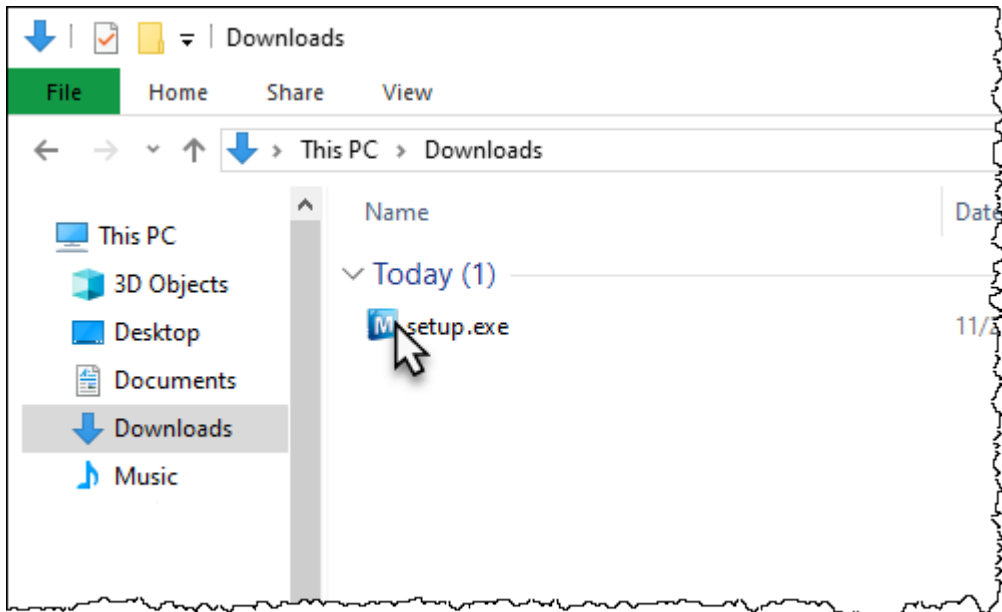 Downloads
File Home Share View
This PC > Downloads
Name Date
This PC
Today (1)
3D Objects
setup.exe 11/
Desktop
Documents
Downloads
Music